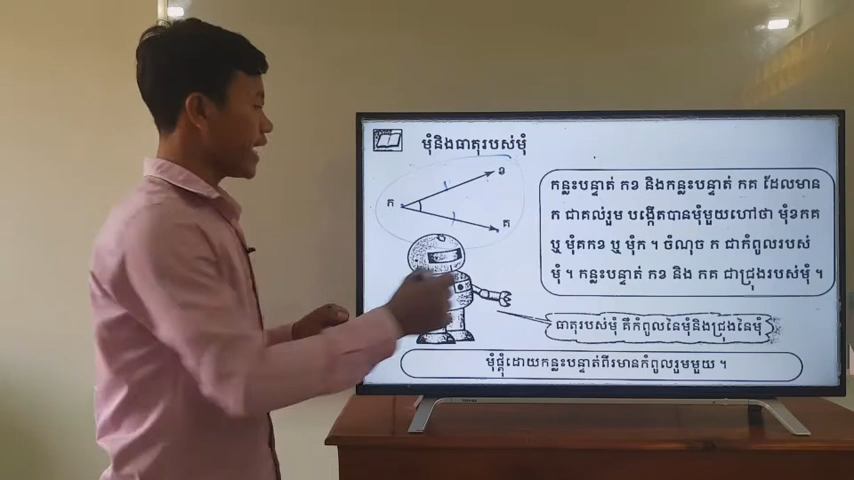 មុំនិងធាតុរបស់មុំ
ខ
ក
គ
កន្លះបន្ទាត់ កខ និងកន្លះបន្ទាត់ កគ ដែលមាន
ក ជាគល់រួម បង្កើតបានមុំមួយហៅថា មុំខកគ
ឬ មុំគកខ ឬ មុំក ។ ចំណុច ក ជាកំពូលរបស់
មុំ ។ កន្លះបន្ទាត់ កខ និង កគ ជាជ្រុងរបស់មុំ ។
ធាតុរបស់មុំ គឺកំពូលនៃមុំនិងជ្រុងនៃមុំ
មុំផ្គុំដោយកន្លះបន្ទាត់ពីរមានកំពូលរួមមួយ ។